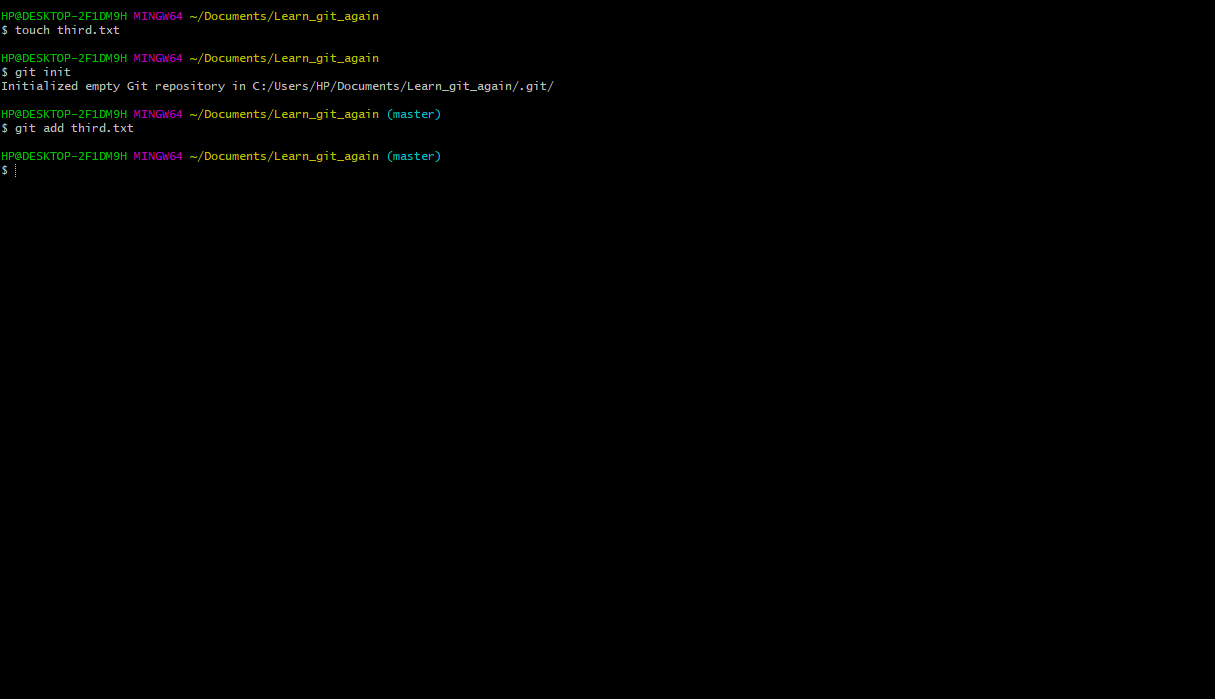 HP@DESKTOP-2F1DM9H MINGW64 ~/Documents/Learn_git_again
$ touch third.txt
HP@DESKTOP-2F1DM9H MINGW64 ~/Documents/Learn_git_again
$ git init
Initialized empty Git repository in C:/Users/HP/Documents/Learn_git_again/.git/
HP@DESKTOP-2F1DM9H MINGW64 ~/Documents/Learn_git_again (master)
$ git add third.txt
HP@DESKTOP-2F1DM9H MINGW64 ~/Documents/Learn_git_again (master)
$